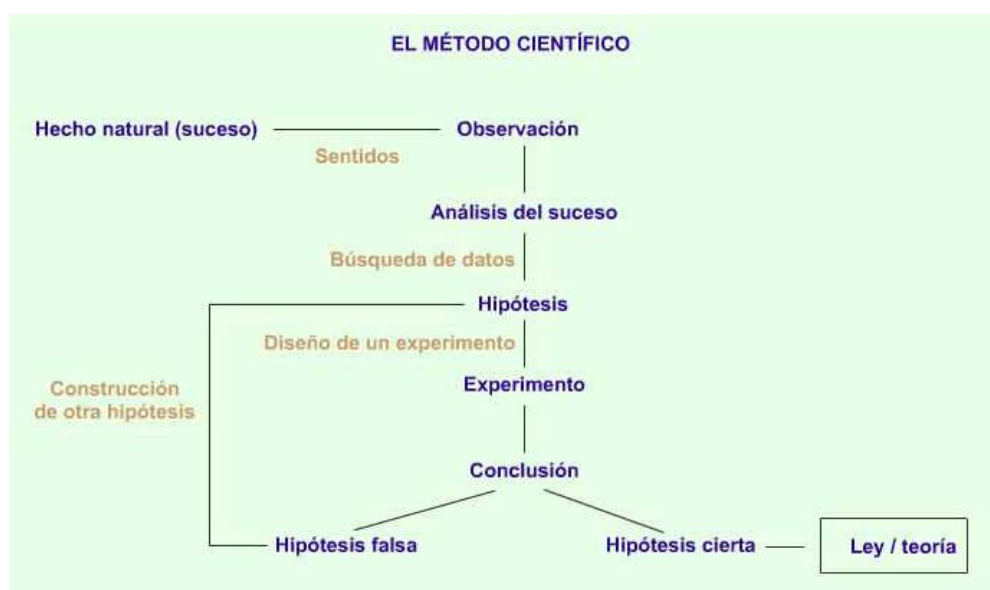 EL MÉTODO CIENTÍFICO
Hecho natural (suceso)
Observación
Sentidos
Análisis del suceso
Búsqueda de datos
Hipótesis
Diseño de un experimento
Experimento
Construcción
de otra hipótesis
Conclusión
Hipótesis falsa
Hipótesis cierta
Ley / teoría